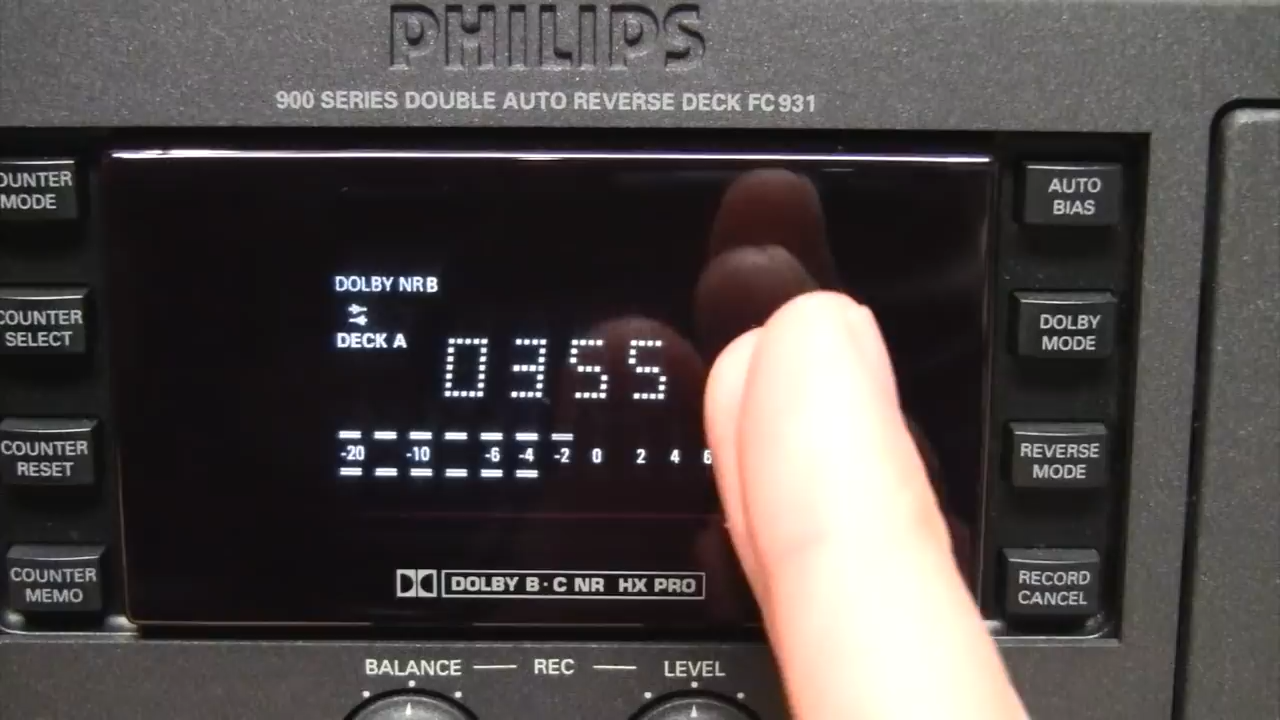 PHILIPS
900 SERIES DOUBLE AUTO REVERSE DECK FC931
COUNTER
MODE
AUTO
BIAS
DOLBY NR B
DECK A
0355
COUNTER
SELECT
DOLBY
MODE
-20 -10 -6 -4 -2 0 2 4 6
COUNTER
RESET
REVERSE
MODE
COUNTER
MEMO
DOLBY B·C NR HX PRO
RECORD
CANCEL
BALANCE — REC — LEVEL